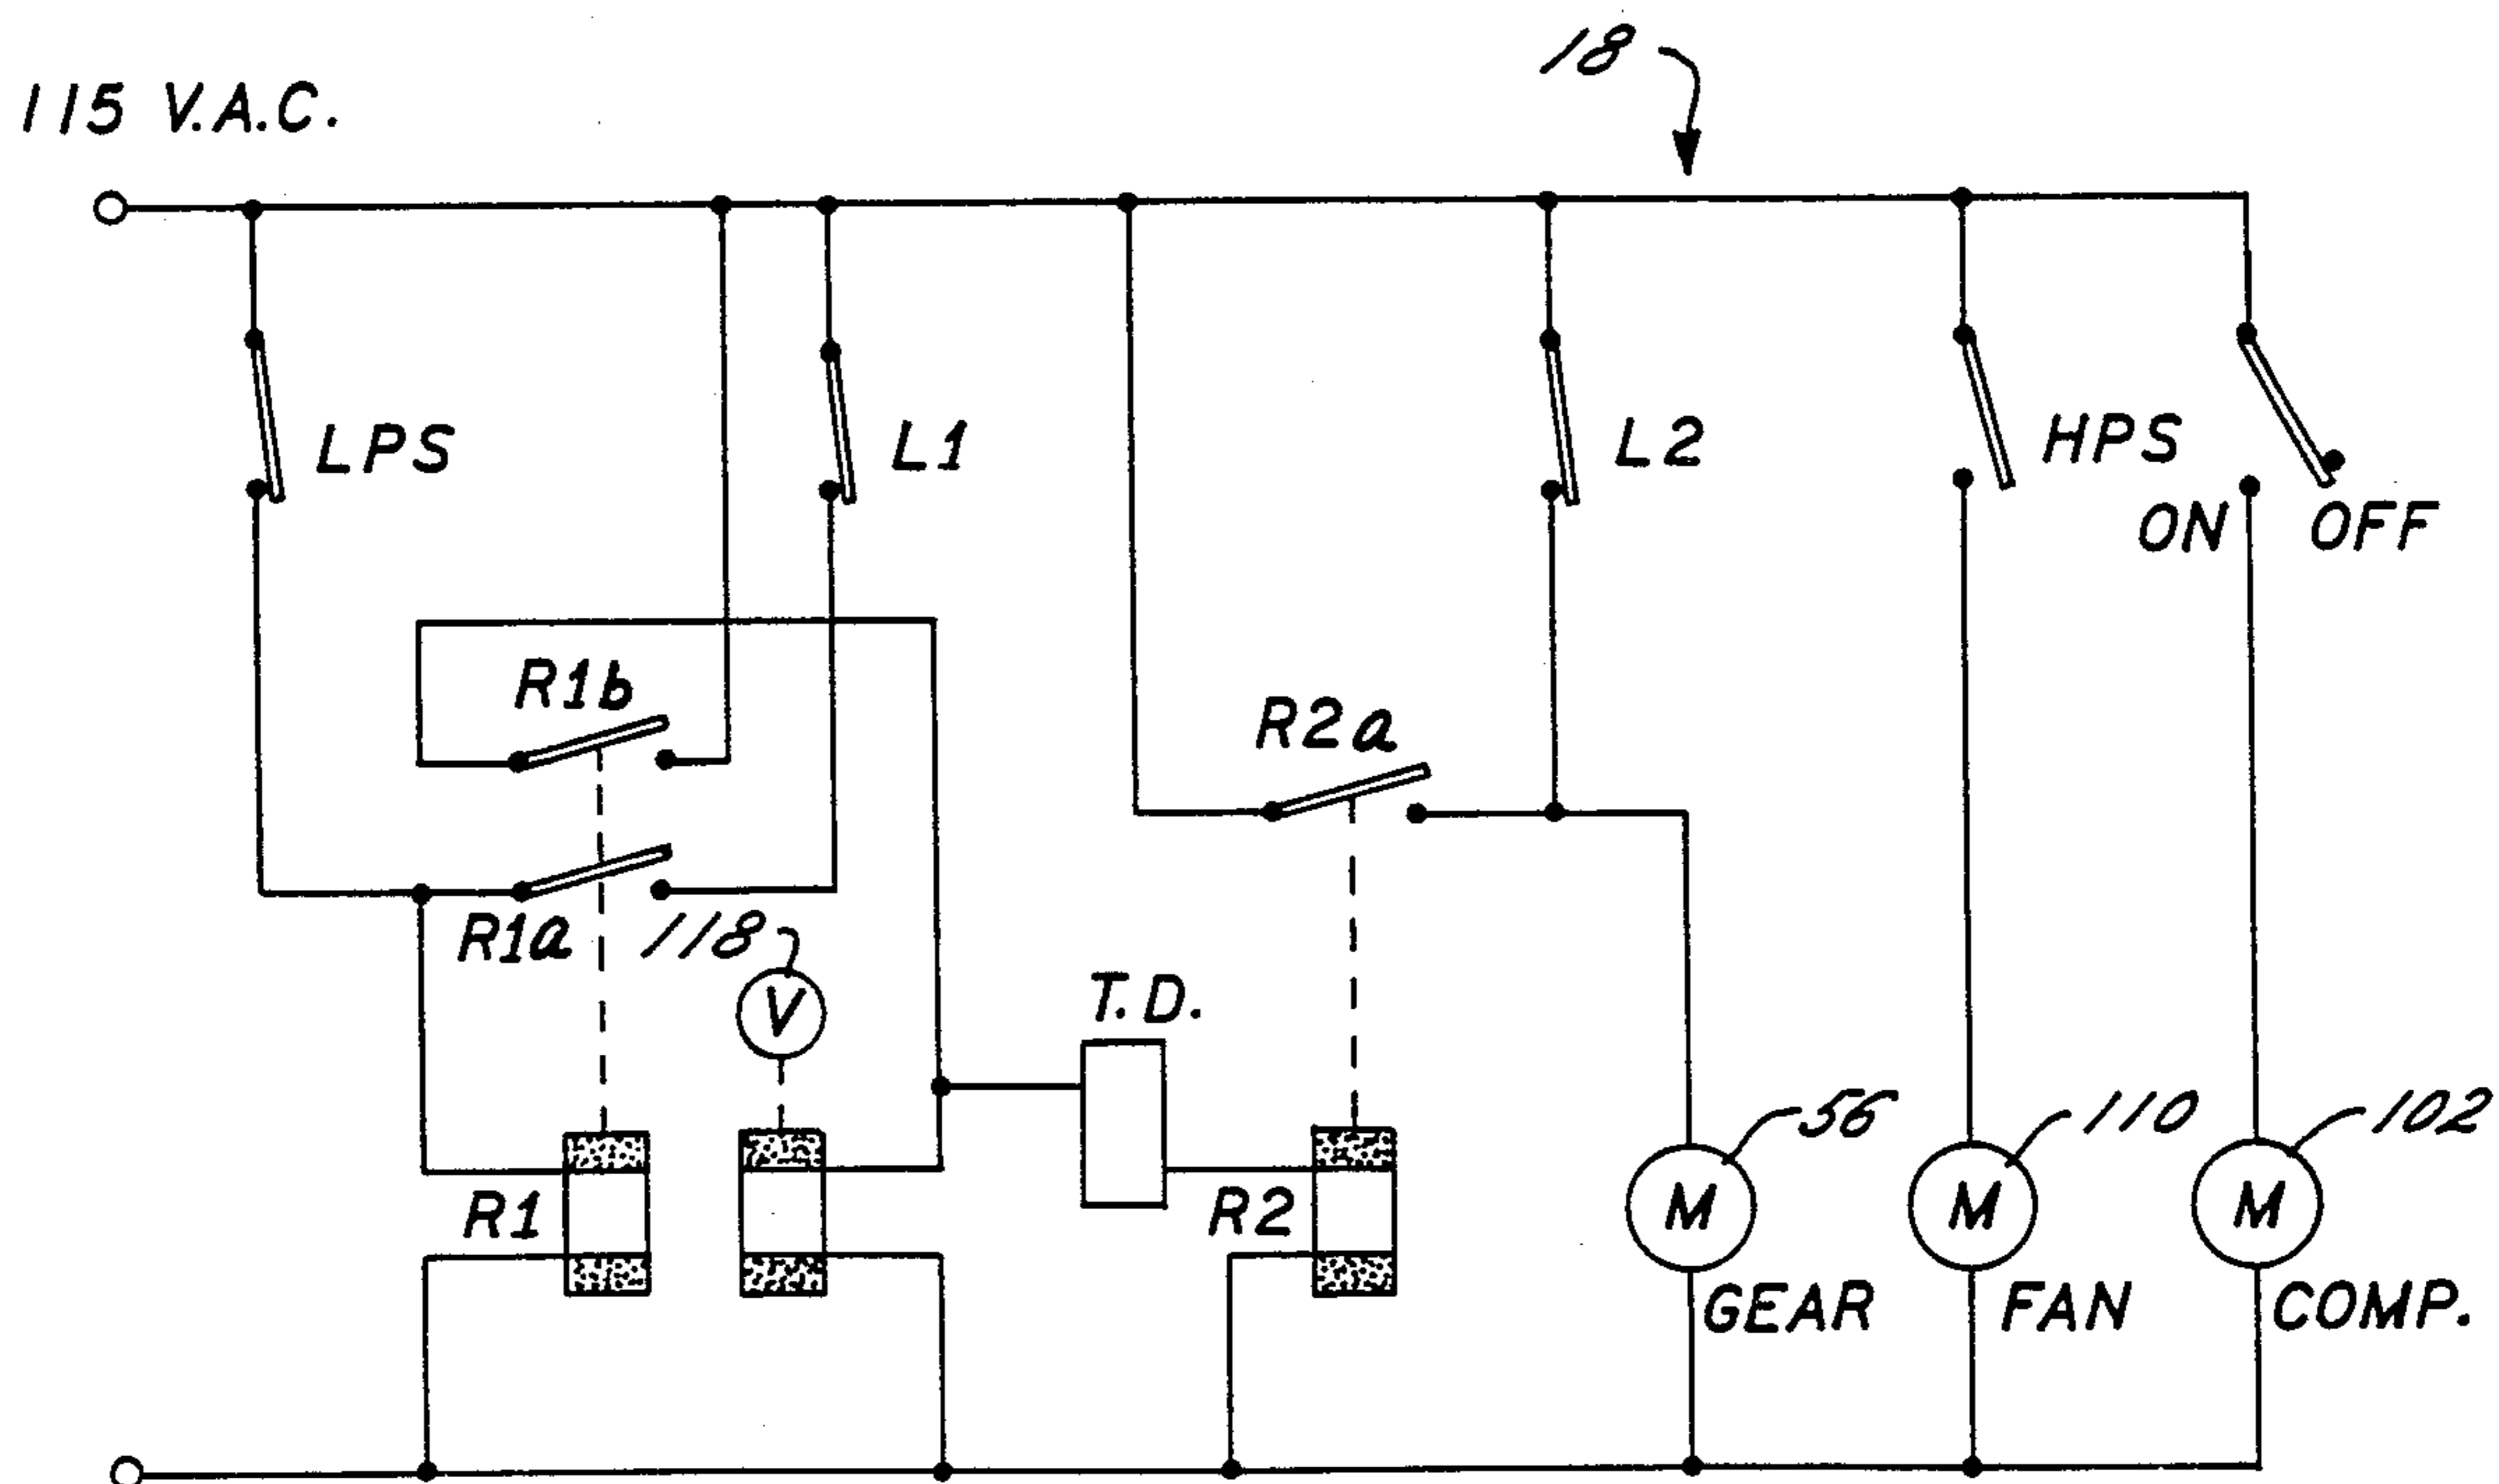 18
115 V.A.C.
LPS
L1
L2
HPS
ON
OFF
R1b
R2a
R1a
118
V
T.D.
56
110
102
R1
R2
M
M
M
GEAR
FAN
COMP.